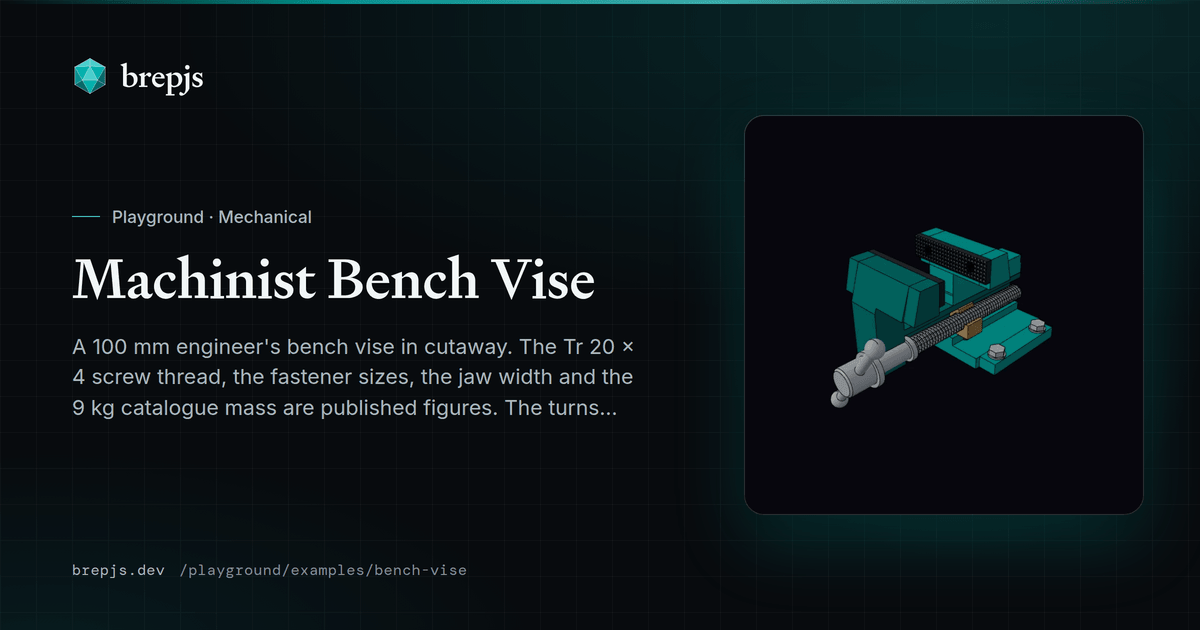 brepjs
Playground · Mechanical
Machinist Bench Vise
A 100 mm engineer's bench vise in cutaway. The Tr 20 ×
4 screw thread, the fastener sizes, the jaw width and the
9 kg catalogue mass are published figures. The turns…
brepjs.dev /playground/examples/bench-vise